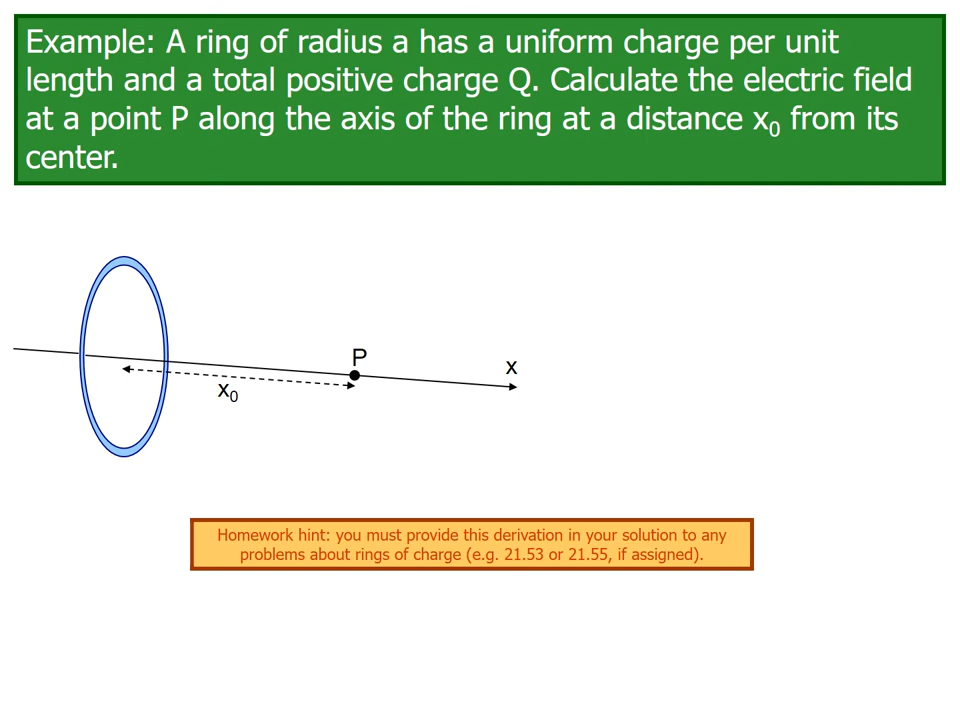 Example: A ring of radius a has a uniform charge per unit
length and a total positive charge Q. Calculate the electric field
at a point P along the axis of the ring at a distance x₀ from its
center.
P
x
x₀
Homework hint: you must provide this derivation in your solution to any
problems about rings of charge (e.g. 21.53 or 21.55, if assigned).